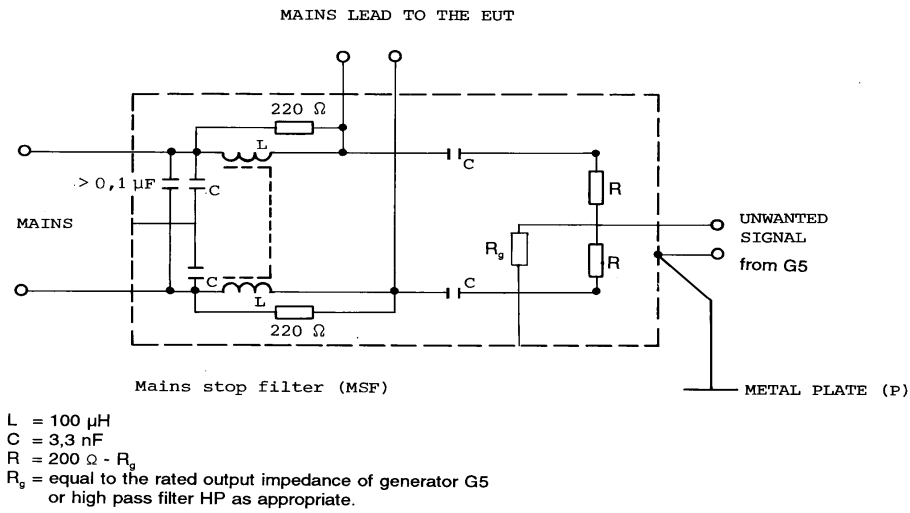 MAINS LEAD TO THE EUT
220 Ω
L
C
> 0,1 µF
C
R
MAINS
UNWANTED
SIGNAL
from G5
Rg
R
C
L
C
220 Ω
Mains stop filter (MSF)
METAL PLATE (P)
L = 100 µH
C = 3,3 nF
R = 200 Ω - Rg
Rg = equal to the rated output impedance of generator G5
or high pass filter HP as appropriate.